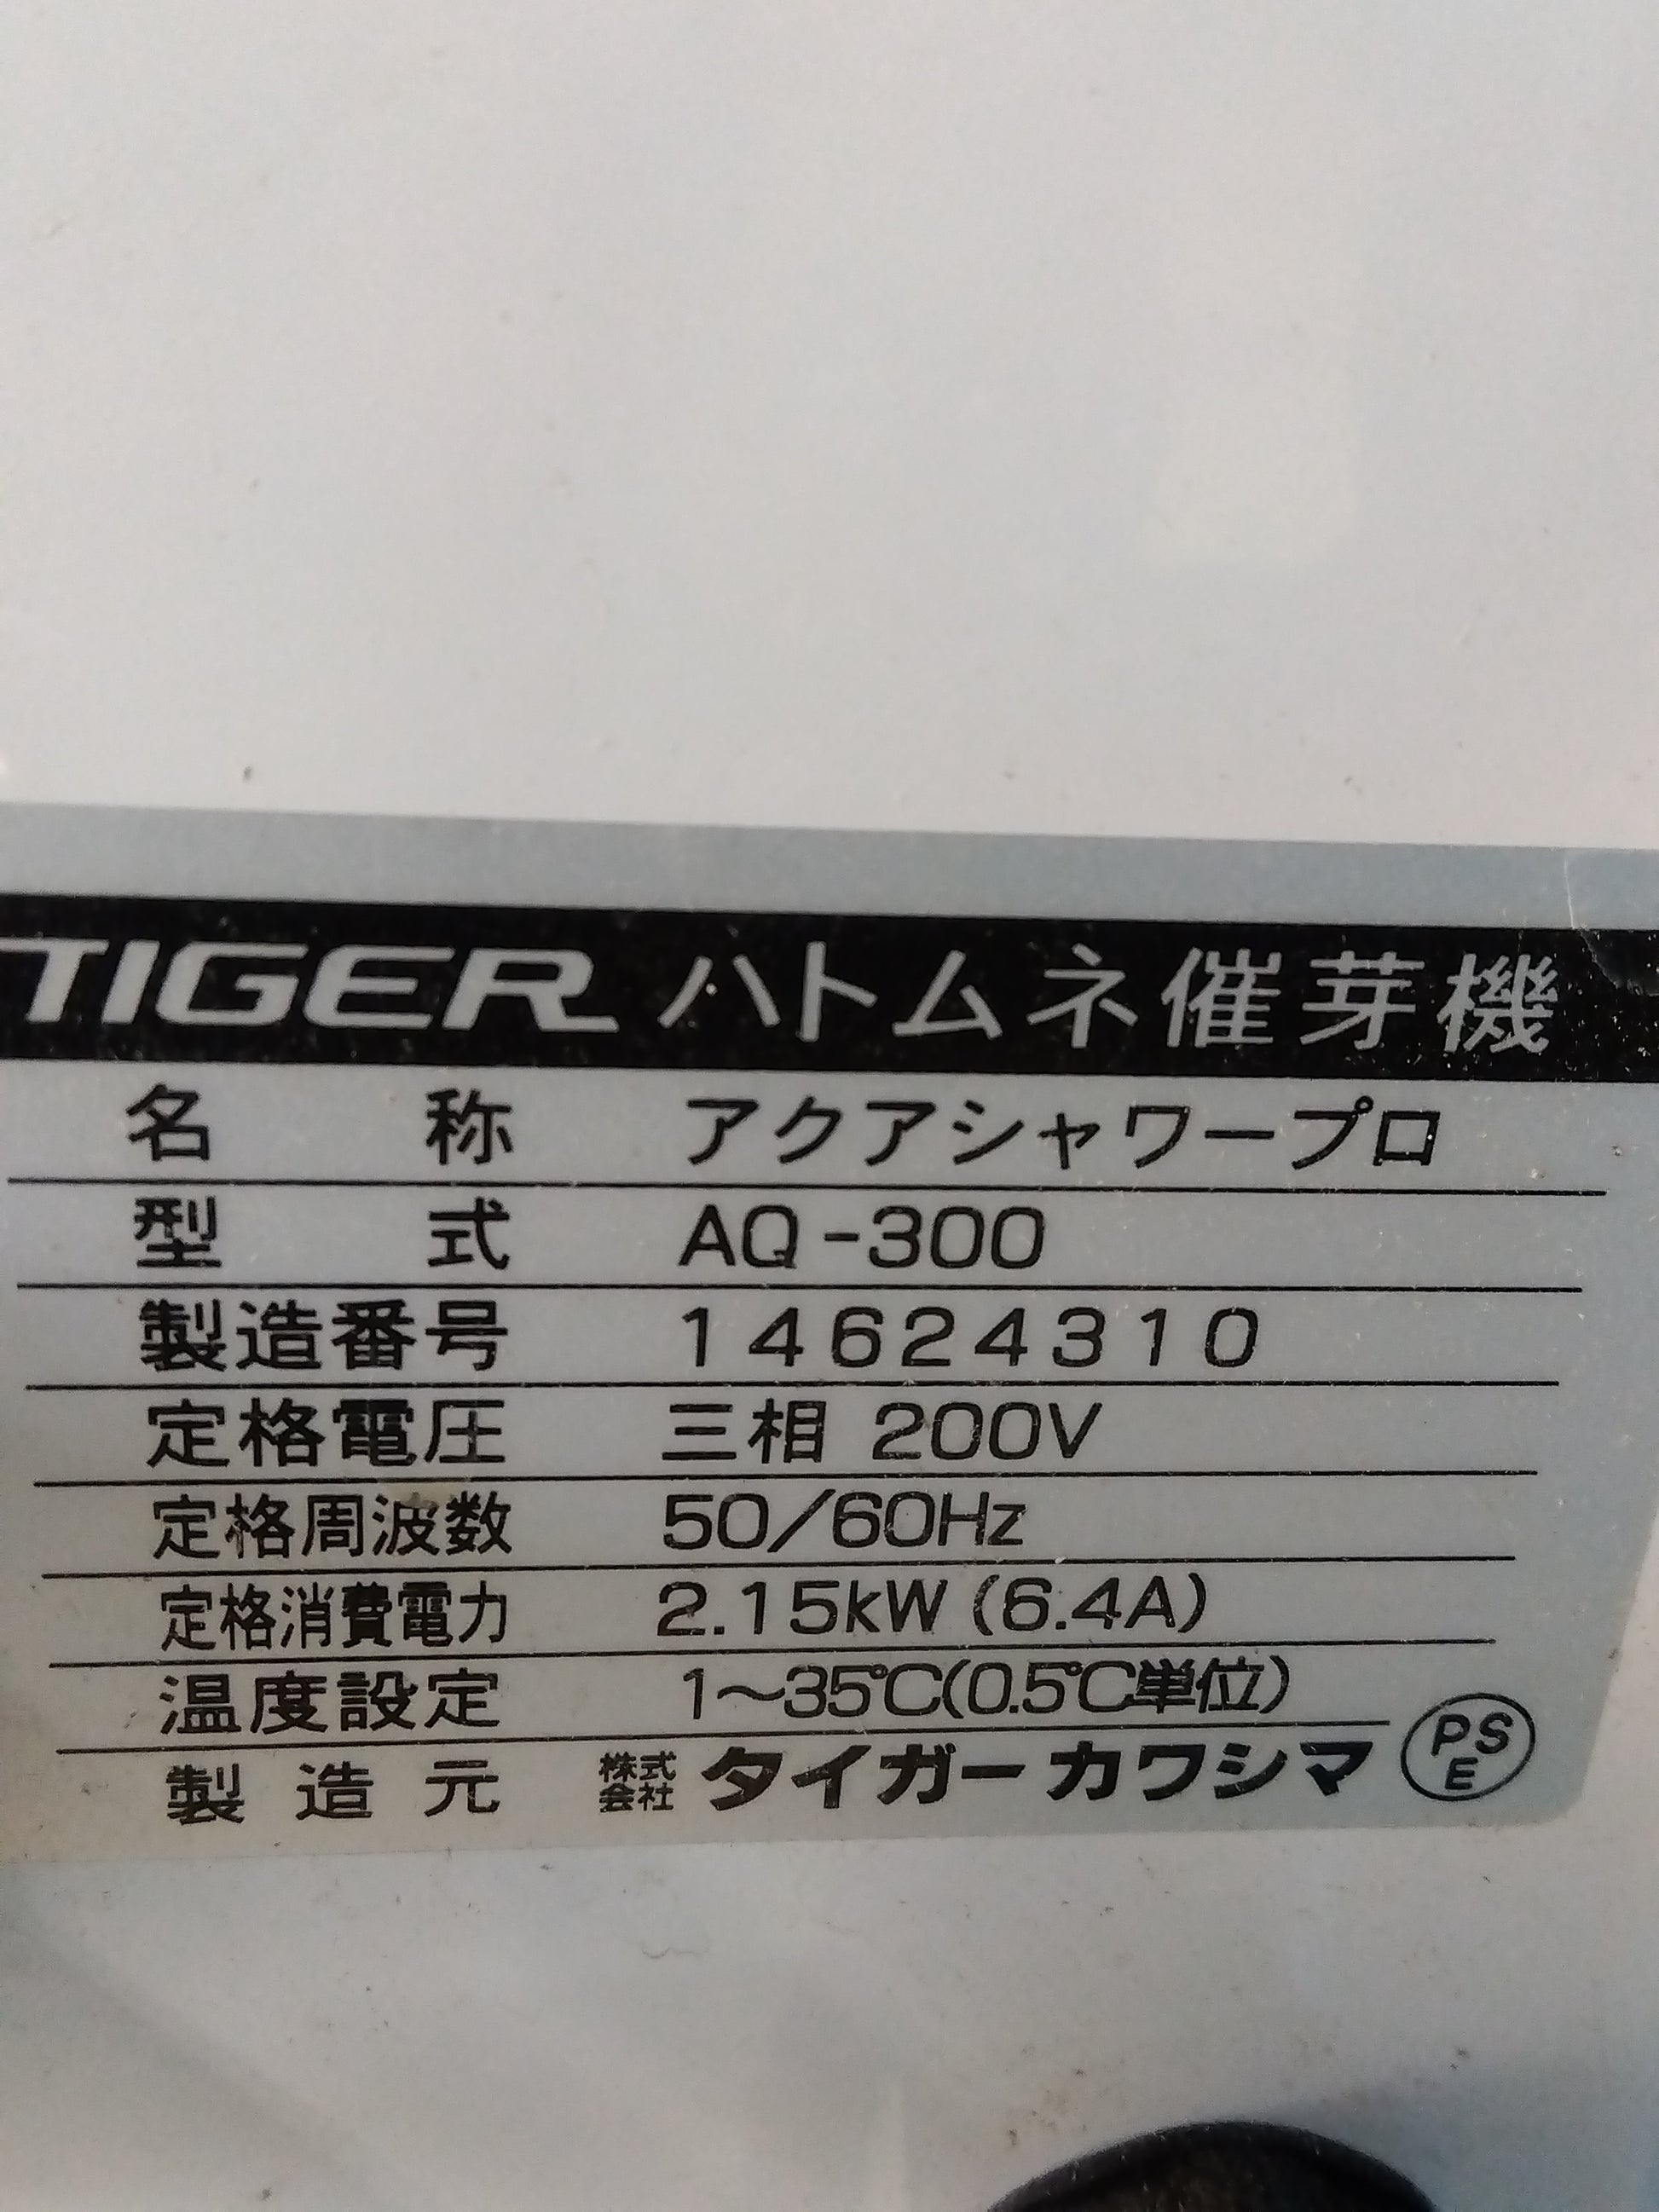 TIGER ハトムネ催芽機
名称 アクアシャワープロ
型式 AQ-300
製造番号 14624310
定格電圧 三相 200V
定格周波数 50/60Hz
定格消費電力 2.15kW (6.4A)
温度設定 1～35℃(0.5℃単位)
製造元 株式会社 タイガーカワシマ
PSE